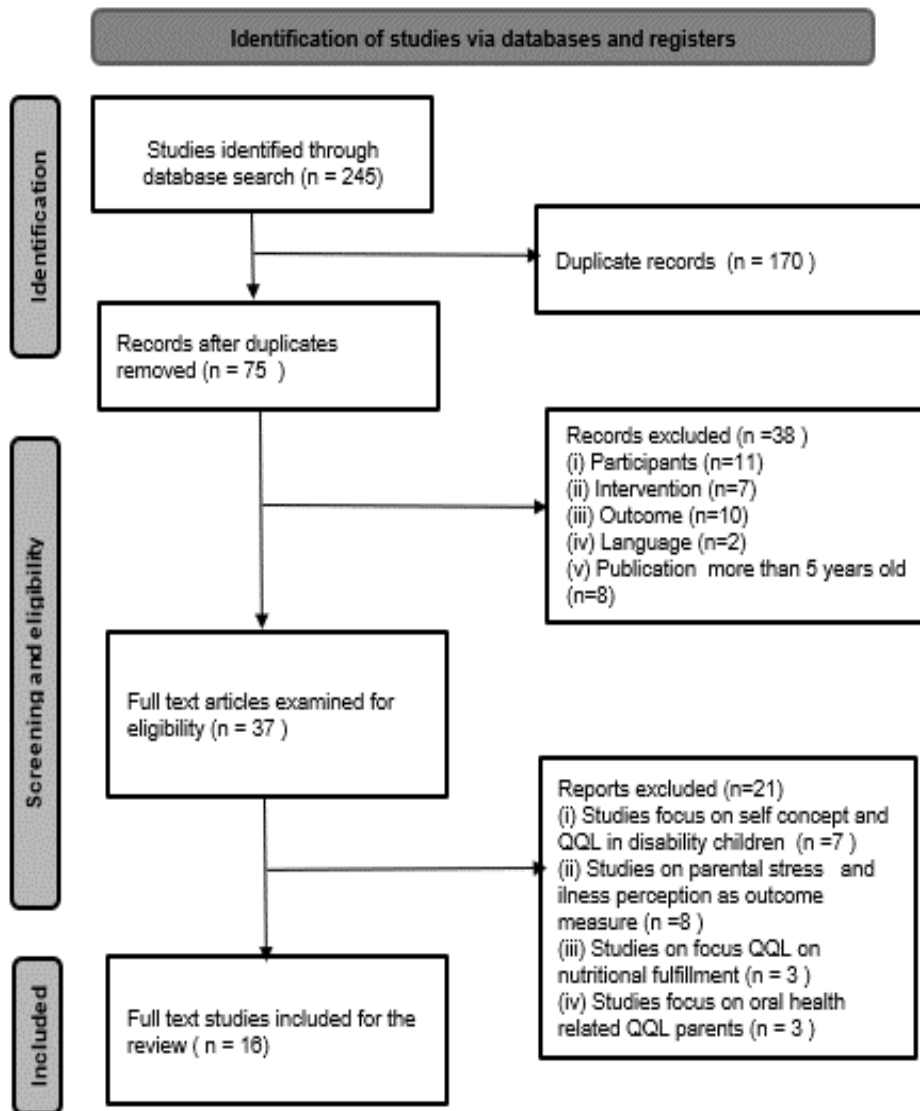 Identification of studies via databases and registers
Identification
Studies identified through
database search (n = 245)
Duplicate records (n = 170 )
Records after duplicates
removed (n = 75 )
Screening and eligibility
Records excluded (n =38 )
(i) Participants (n=11)
(ii) Intervention (n=7)
(iii) Outcome (n=10)
(iv) Language (n=2)
(v) Publication more than 5 years old
(n=8)
Full text articles examined for
eligibility (n = 37 )
Reports excluded (n=21)
(i) Studies focus on self concept and
QQL in disability children (n =7 )
(ii) Studies on parental stress and
ilness perception as outcome
measure (n =8 )
(iii) Studies on focus QQL on
nutritional fulfillment (n = 3 )
(iv) Studies focus on oral health
related QQL parents (n = 3 )
Included
Full text studies included for the
review ( n = 16)